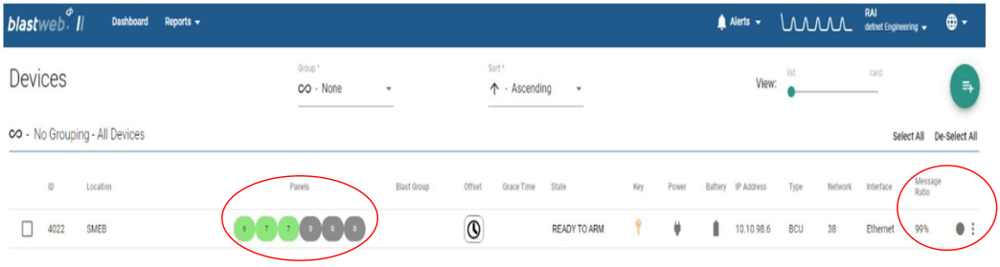 blastweb II Dashboard Reports Alerts RAI
detnet Engineering
Devices Group * Sort * View: list card
- None - Ascending
- No Grouping - All Devices Select All De-Select All
ID Location Panels Blast Group Offset Grace Time State Key Power Battery IP Address Type Network Interface Message
Ratio
4022 SMEB 6 7 7 0 0 0 READY TO ARM 10.10.98.6 BCU 38 Ethernet 99%